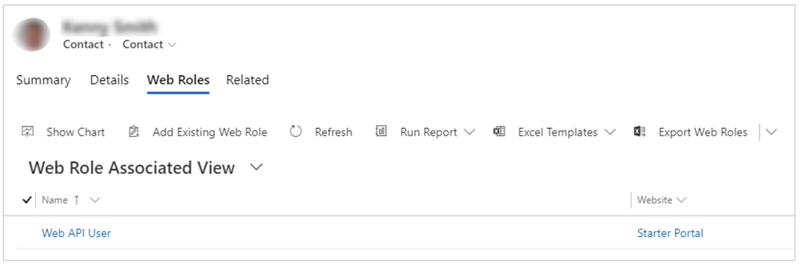 Contact · Contact
Summary Details Web Roles Related
Show Chart Add Existing Web Role Refresh Run Report Excel Templates Export Web Roles
Web Role Associated View
Name ↑ Website
Web API User Starter Portal